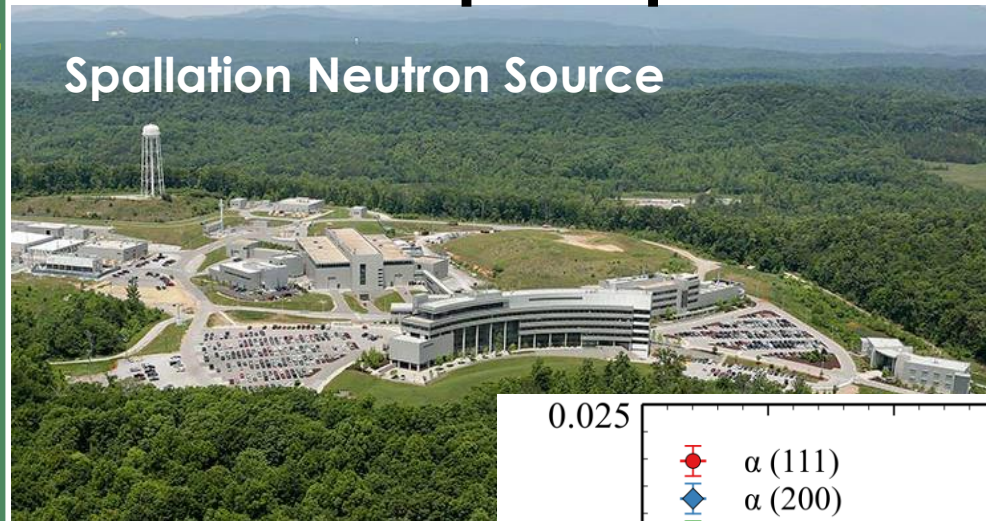 Spallation Neutron Source
0.025
α (111)
α (200)